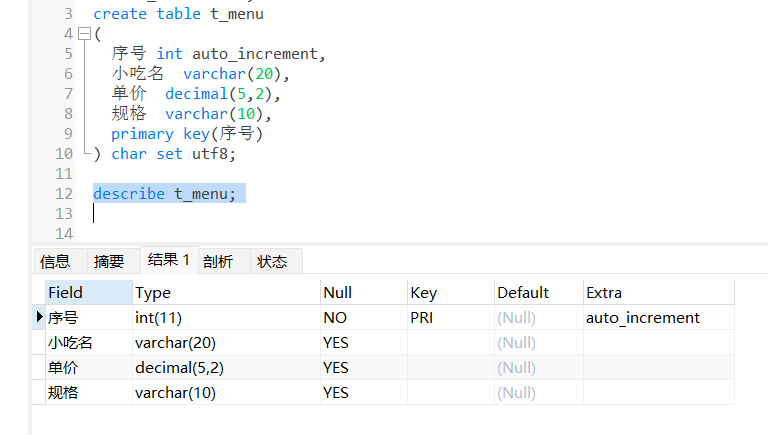 3 create table t_menu
4 (
5 序号 int auto_increment,
6 小吃名 varchar(20),
7 单价 decimal(5,2),
8 规格 varchar(10),
9 primary key(序号)
10 ) char set utf8;
11
12 describe t_menu;
13
14
信息 摘要 结果 1 剖析 状态
Field Type Null Key Default Extra
序号 int(11) NO PRI (Null) auto_increment
小吃名 varchar(20) YES (Null)
单价 decimal(5,2) YES (Null)
规格 varchar(10) YES (Null)